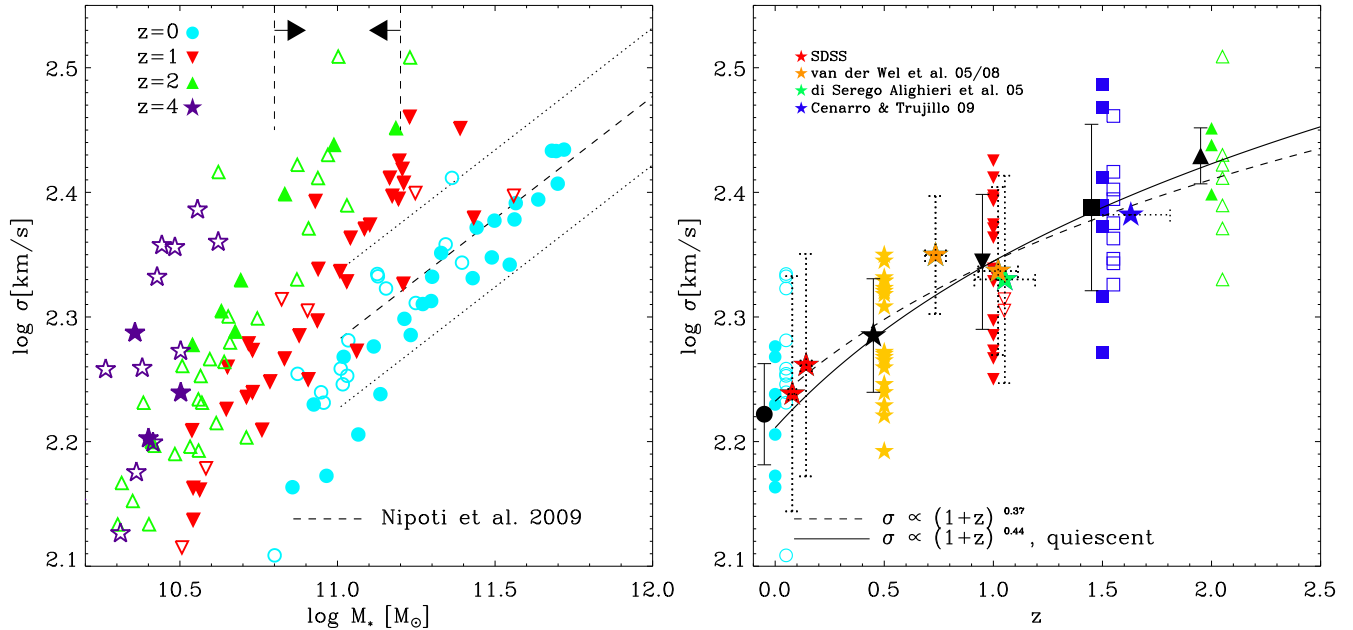 z=0
z=1
z=2
z=4
Nipoti et al. 2009
2.5
2.4
2.3
2.2
2.1
log σ[km/s]
10.5 11.0 11.5 12.0
log M* [M⊙]
SDSS
van der Wel et al. 05/08
di Serego Alighieri et al. 05
Cenarro & Trujillo 09
σ ∝ (1+z) 0.37
σ ∝ (1+z) 0.44 , quiescent
2.5
2.4
2.3
2.2
2.1
log σ[km/s]
0.0 0.5 1.0 1.5 2.0 2.5
z